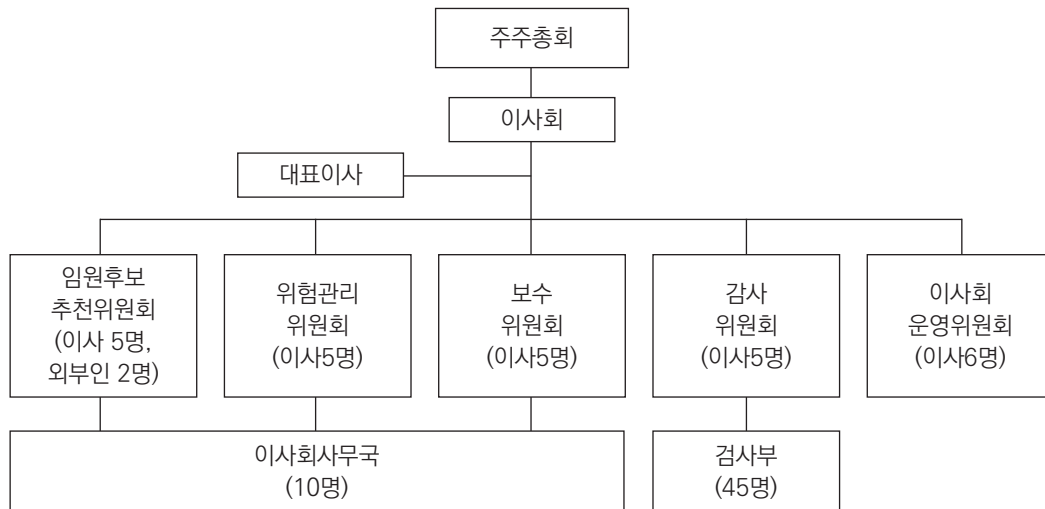 주주총회
이사회
대표이사
임원후보
추천위원회
(이사 5명,
외부인 2명)
위험관리
위원회
(이사5명)
보수
위원회
(이사5명)
감사
위원회
(이사5명)
이사회
운영위원회
(이사6명)
이사회사무국
(10명)
검사부
(45명)